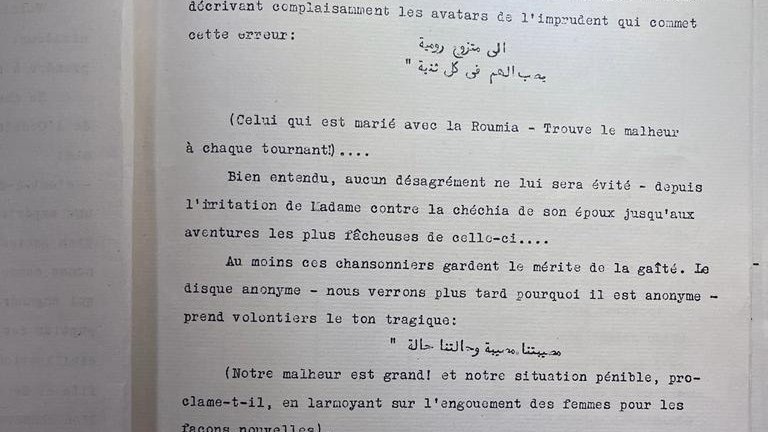 décrivant complaisamment les avatars de l'imprudent qui commet
cette erreur:
الى متزوج رومية
يصب الهم فى كل ثنية "
(Celui qui est marié avec la Roumia - Trouve le malheur
à chaque tournant!)....
Bien entendu, aucun désagrément ne lui sera évité - depuis
l'irritation de Madame contre la chéchia de son époux jusqu'aux
aventures les plus fâcheuses de celle-ci....
Au moins ces chansonniers gardent le mérite de la gaîté. Le
disque anonyme - nous verrons plus tard pourquoi il est anonyme -
prend volontiers le ton tragique:
مصيبتنا مصيبة وحالتنا حالة "
(Notre malheur est grand! et notre situation pénible, pro-
clame-t-il, en larmoyant sur l'engouement des femmes pour les
façons nouvelles)